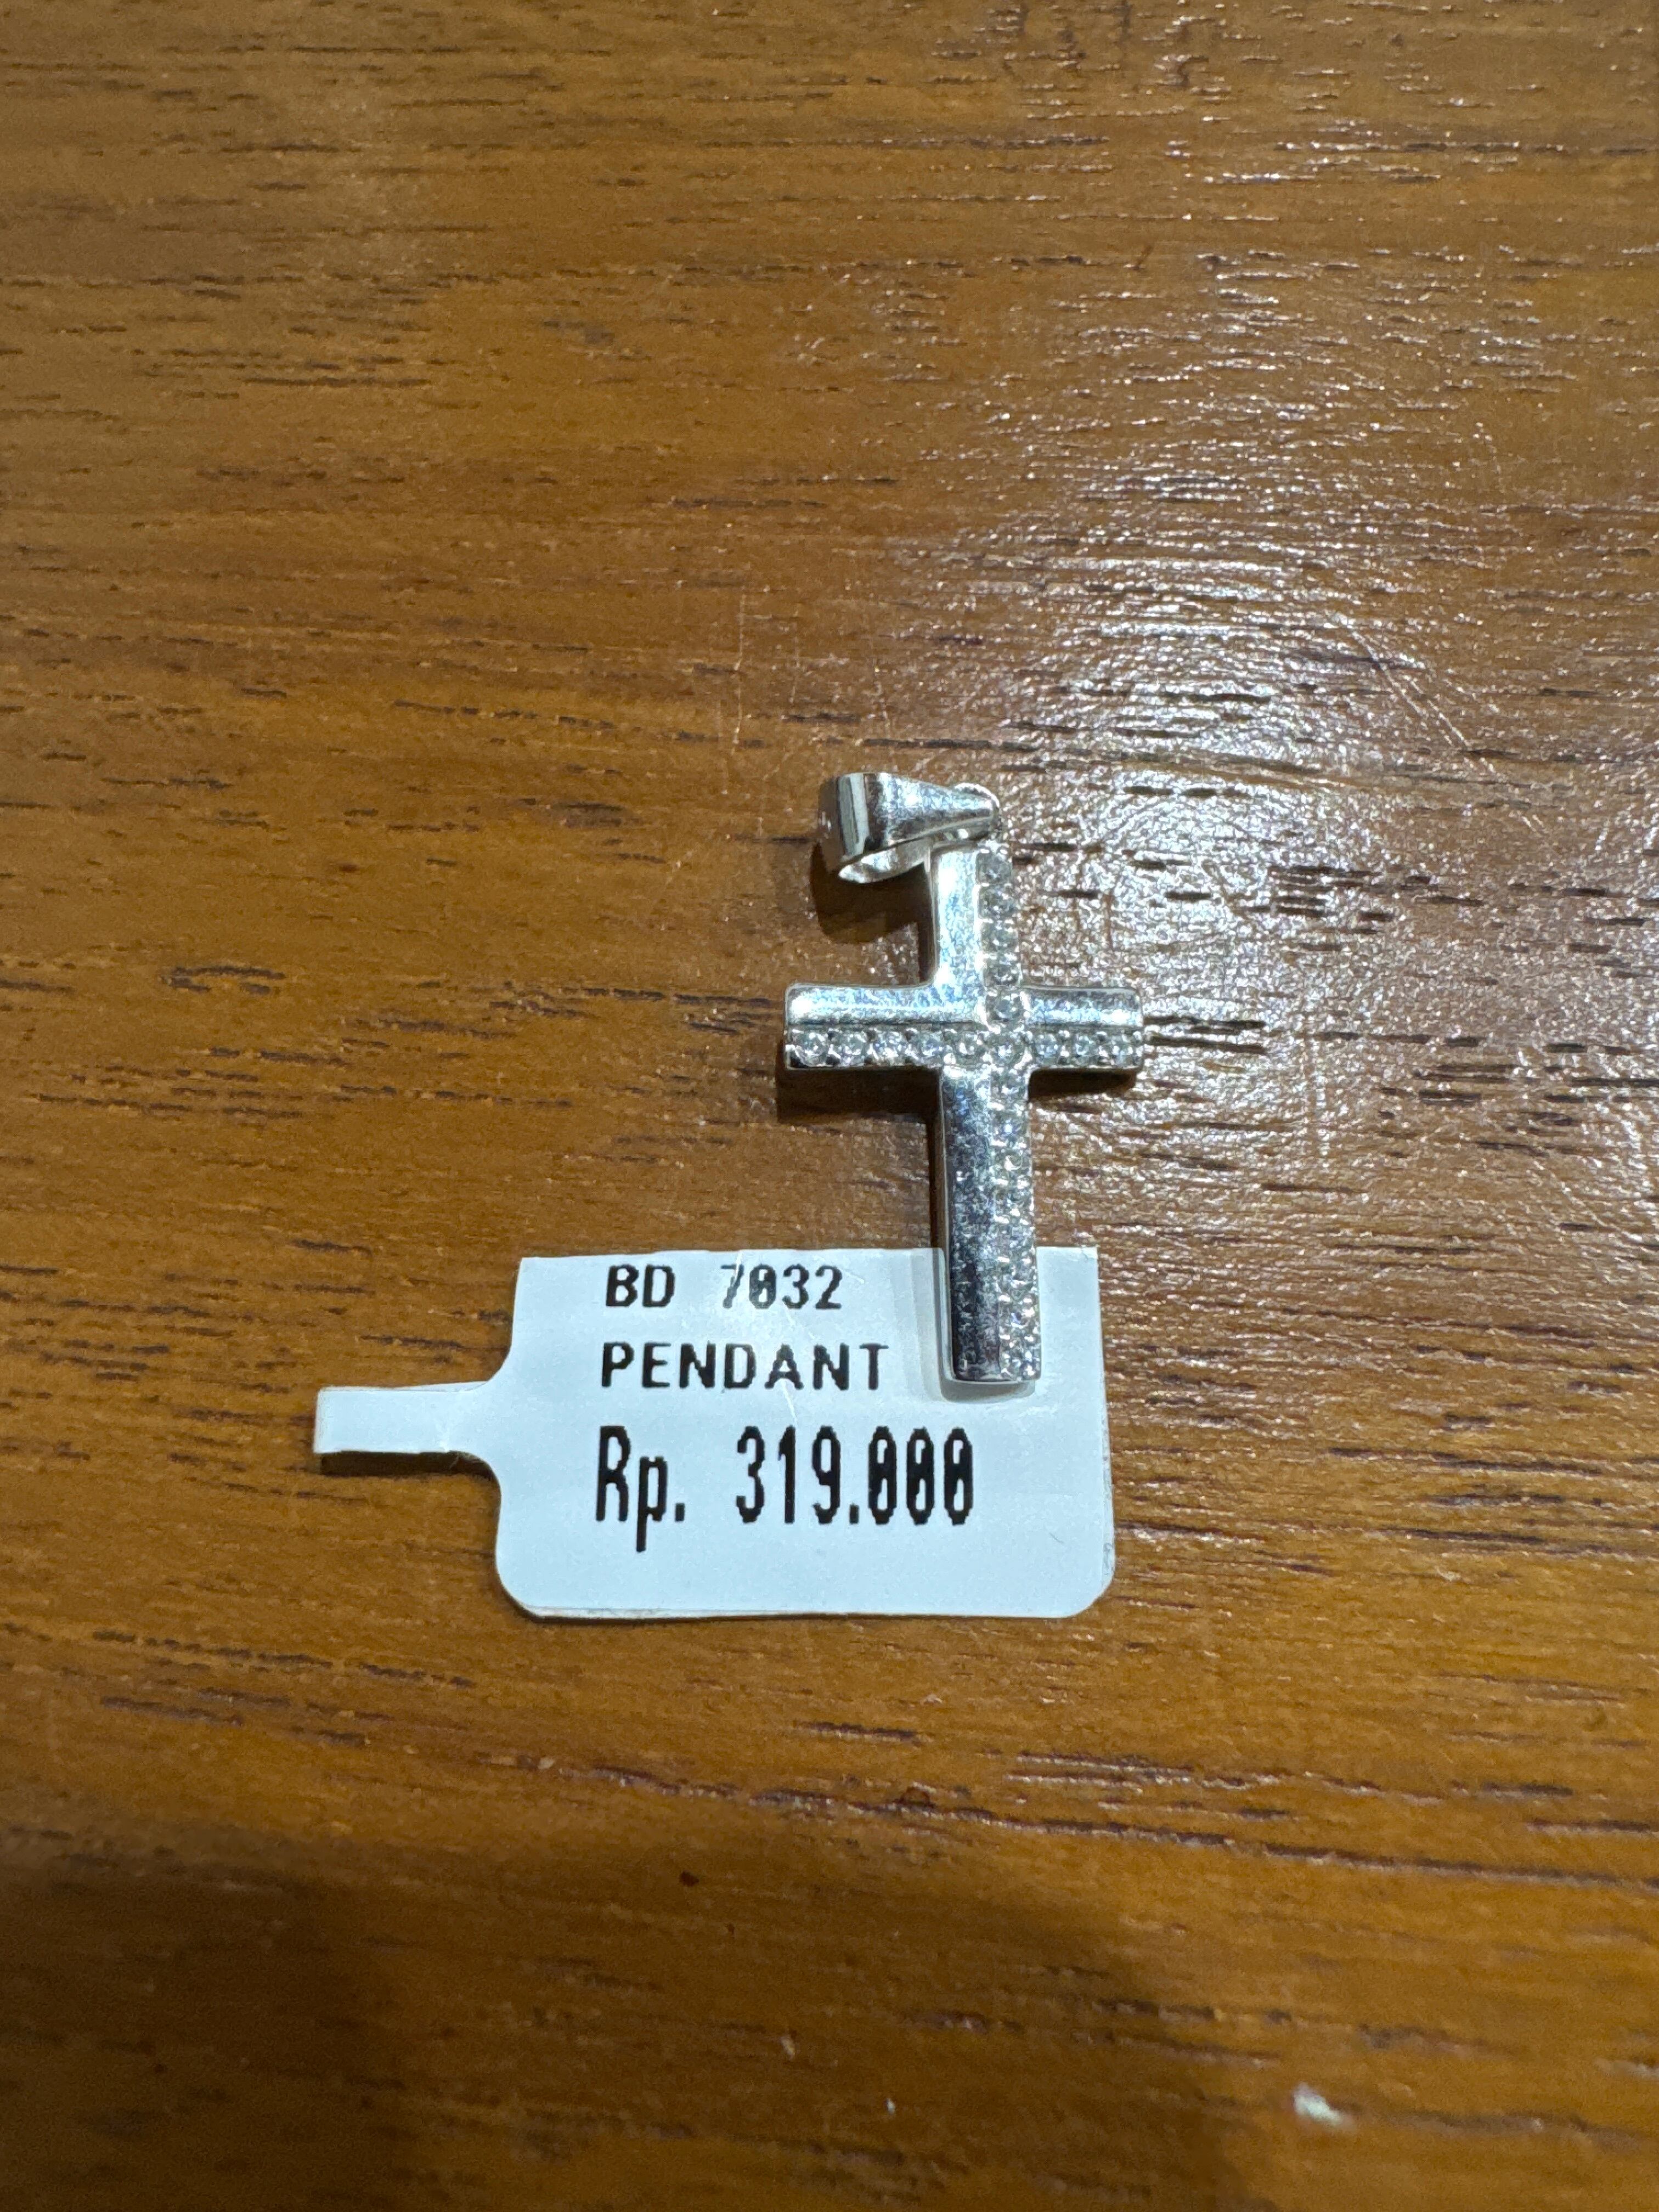 BD 7032
PENDANT
Rp. 319.000